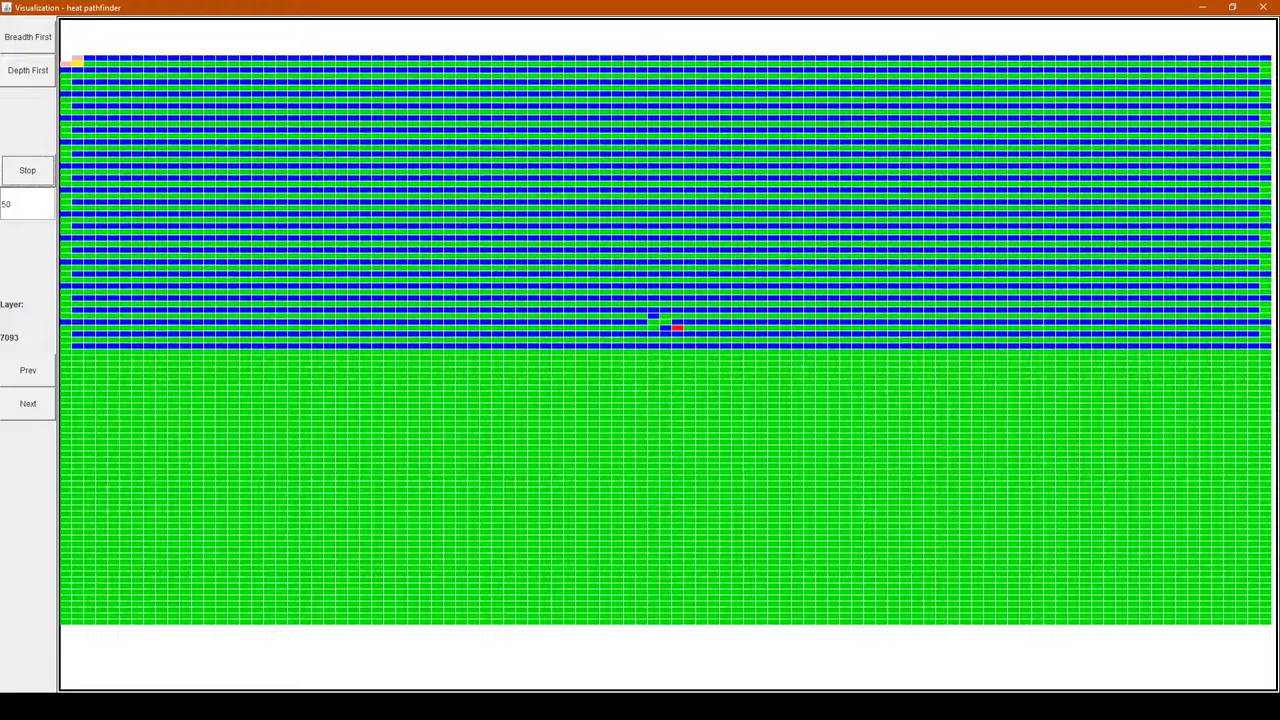 Visualization - heat pathfinder
Breadth First
Depth First
Stop
50
Layer:
7093
Prev
Next